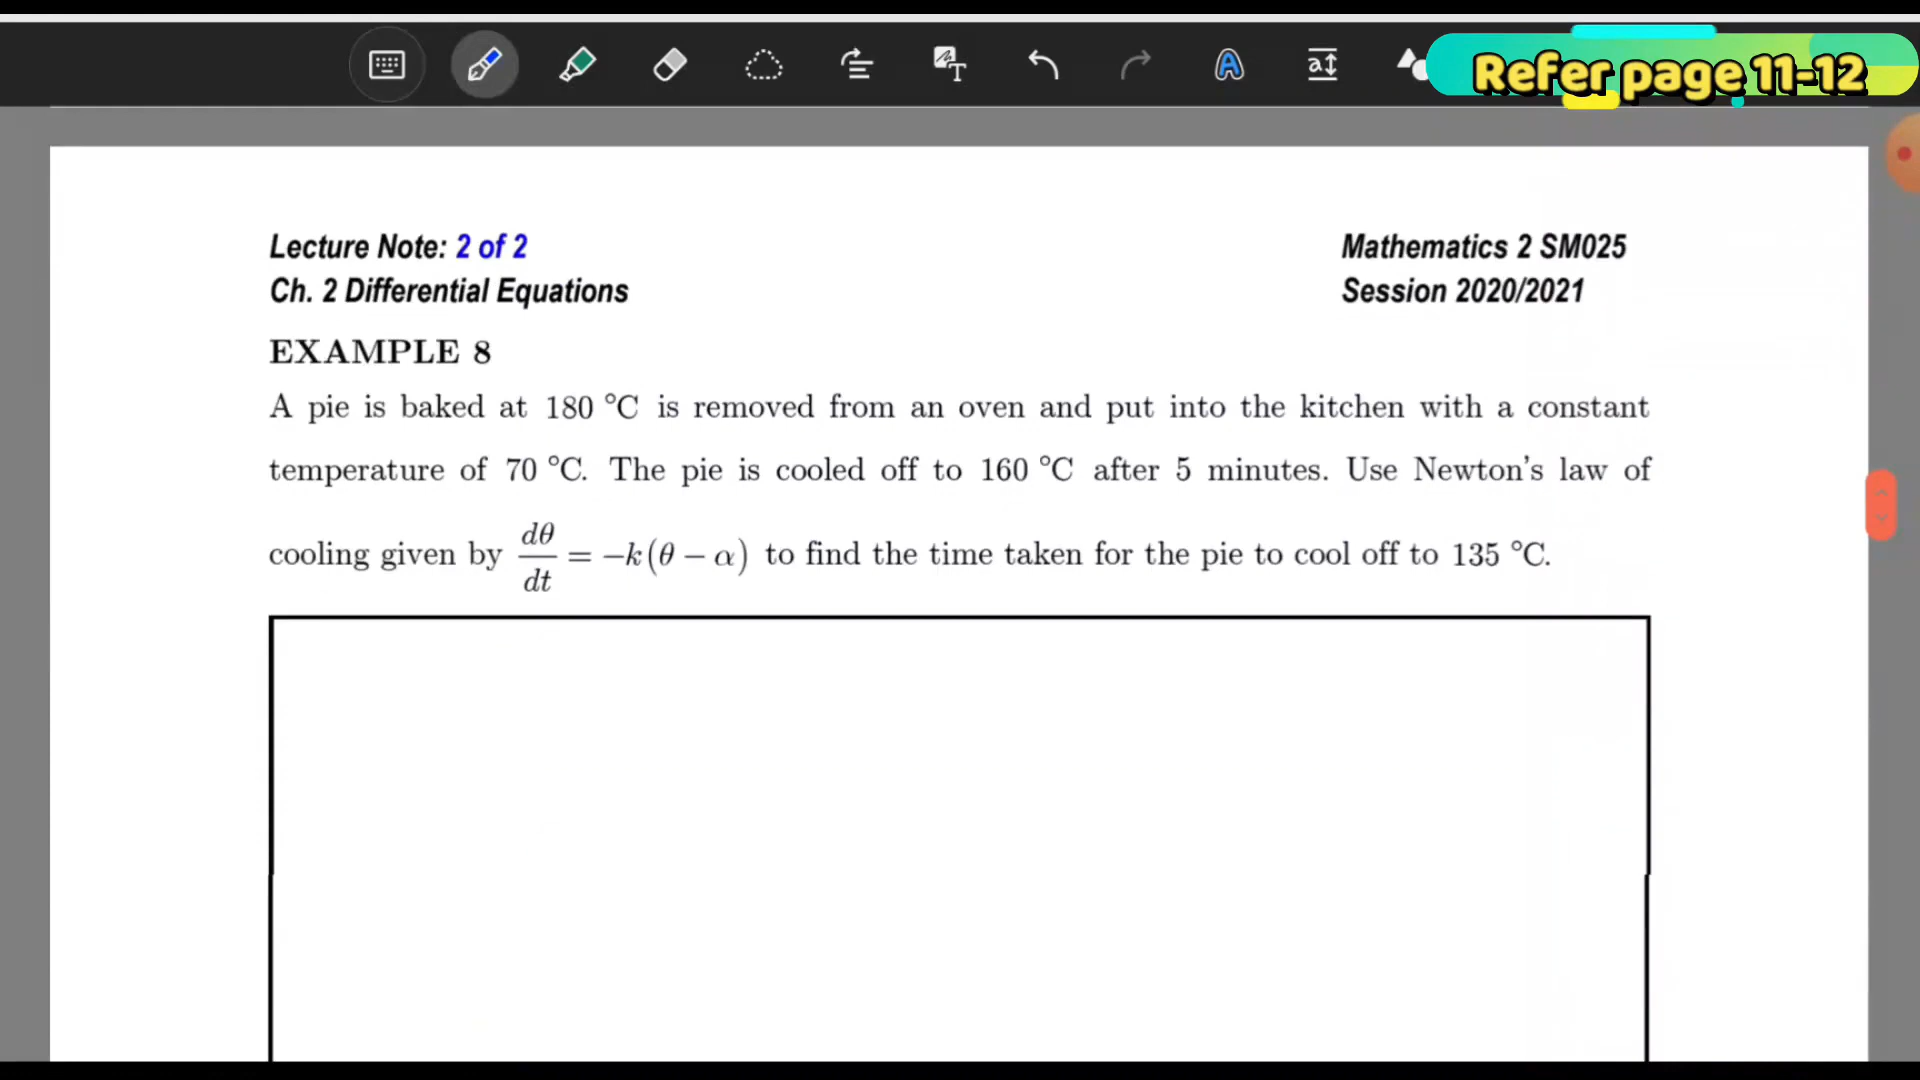 Refer page 11-12
Lecture Note: 2 of 2
Mathematics 2 SM025
Ch. 2 Differential Equations
Session 2020/2021
EXAMPLE 8
A pie is baked at 180 °C is removed from an oven and put into the kitchen with a constant
temperature of 70 °C. The pie is cooled off to 160 °C after 5 minutes. Use Newton's law of
cooling given by dθ/dt = −k(θ − α) to find the time taken for the pie to cool off to 135 °C.